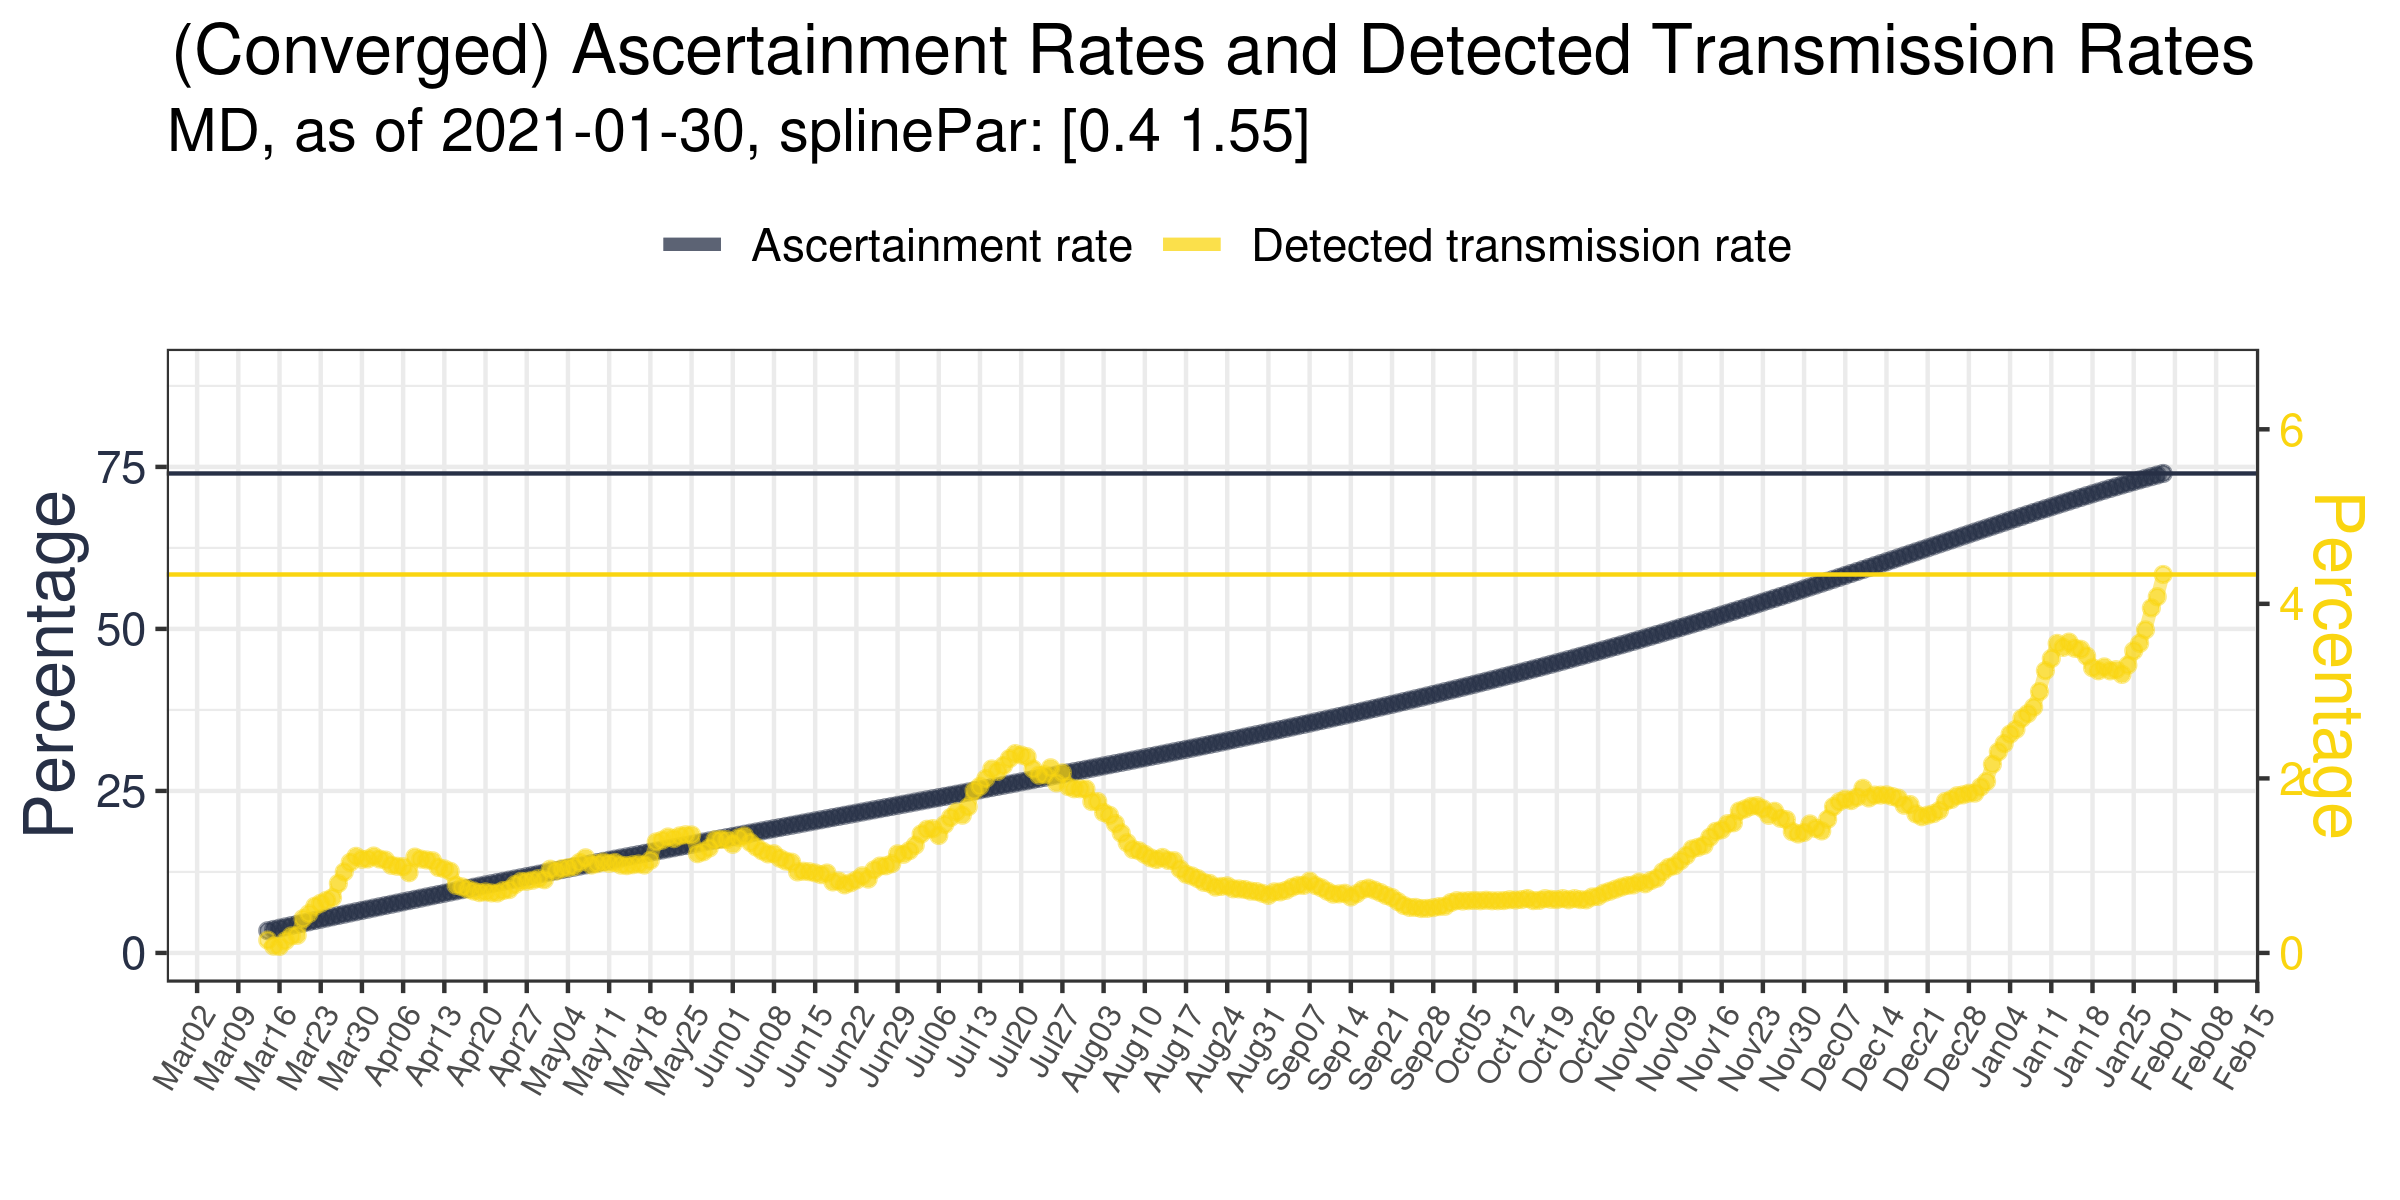 (Converged) Ascertainment Rates and Detected Transmission Rates
MD, as of 2021-01-30, splinePar: [0.4 1.55]
Ascertainment rate Detected transmission rate
Percentage
75
50
25
0
6
4
2
0
Percentage
Mar02 Mar09 Mar16 Mar23 Mar30 Apr06 Apr13 Apr20 Apr27 May04 May11 May18 May25 Jun01 Jun08 Jun15 Jun22 Jun29 Jul06 Jul13 Jul20 Jul27 Aug03 Aug10 Aug17 Aug24 Aug31 Sep07 Sep14 Sep21 Sep28 Oct05 Oct12 Oct19 Oct26 Nov02 Nov09 Nov16 Nov23 Nov30 Dec07 Dec14 Dec21 Dec28 Jan04 Jan11 Jan18 Jan25 Feb01 Feb08 Feb15